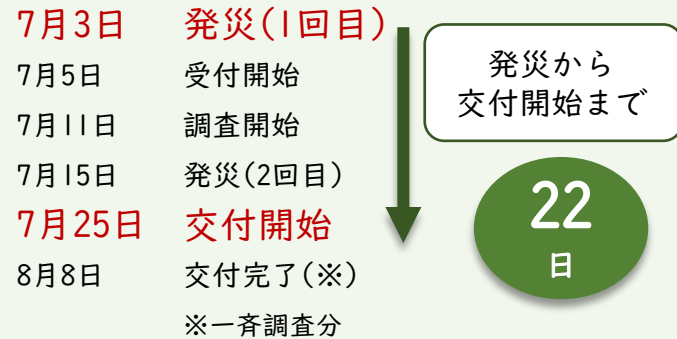 7月3日 発災(1回目)
7月5日 受付開始
7月11日 調査開始
7月15日 発災(2回目)
7月25日 交付開始
8月8日 交付完了(※)
※一斉調査分
発災から
交付開始まで
22
日